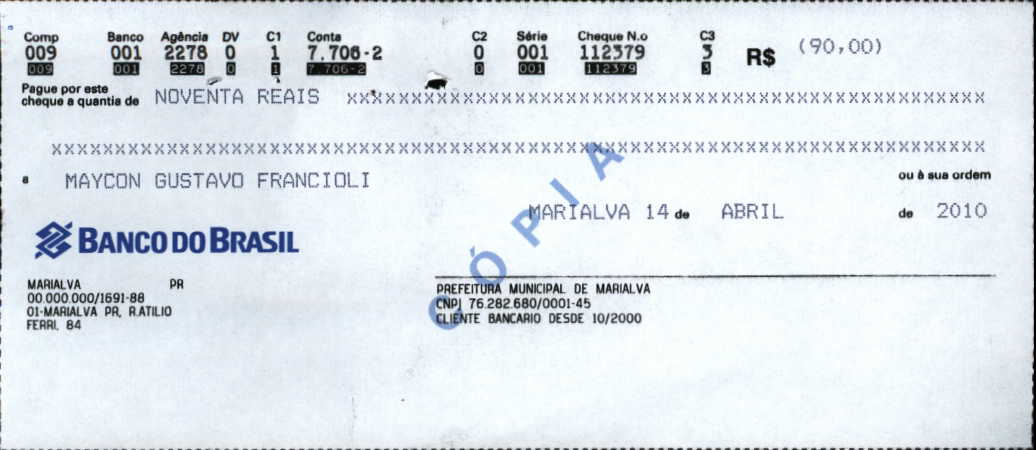 Comp Banco Agência DV C1 Conta C2 Série Cheque N.o C3
009 001 2278 0 1 7.706-2 0 001 112379 3 R$ (90,00)
009 001 2278 0 1 7.706-2 0 001 112379 3
Pague por este
cheque a quantia de NOVENTA REAIS xxxxxxxxxxxxxxxxxxxxxxxxxxxxxxxxxxxxxxxxxxxxxxxxx
xxxxxxxxxxxxxxxxxxxxxxxxxxxxxxxxxxxxxxxxxxxxxxxxxxxxxxxxxxxxxxxxxxxxxxxx
a MAYCON GUSTAVO FRANCIOLI ou à sua ordem
MARIALVA 14 de ABRIL de 2010
BANCO DO BRASIL
MARIALVA PR
00.000.000/1691-88
01-MARIALVA PR, R.ATILIO
FERRI, 84
PREFEITURA MUNICIPAL DE MARIALVA
CNPJ 76.282.680/0001-45
CLIENTE BANCARIO DESDE 10/2000
CÓPIA